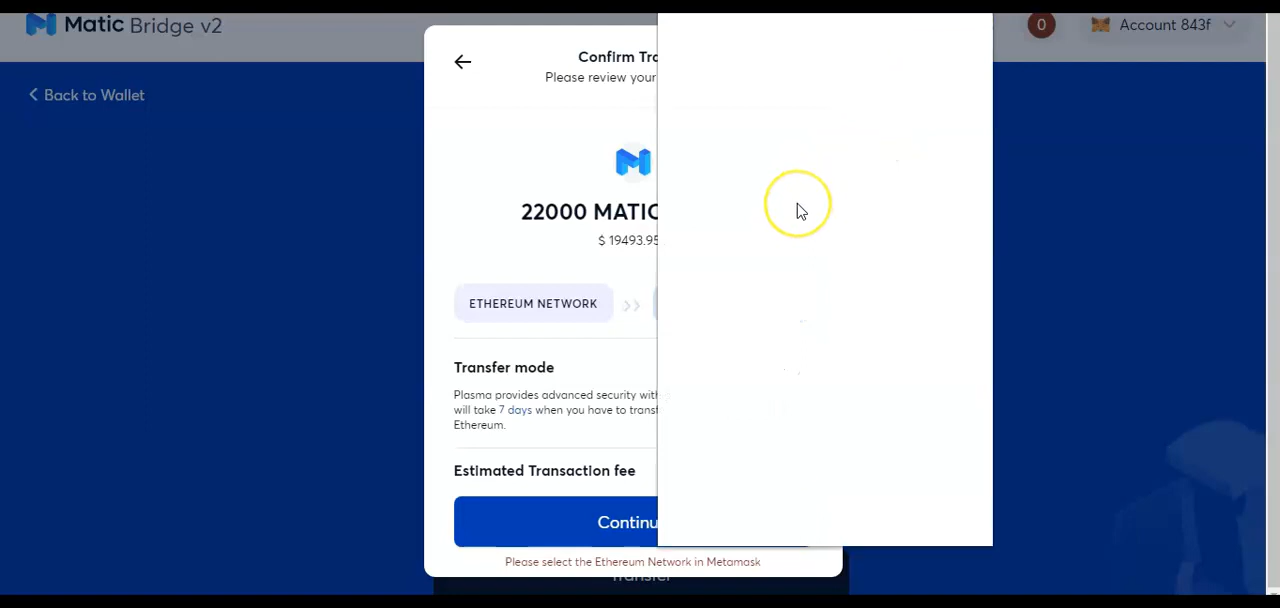 Matic Bridge v2
0
Account 843f
Back to Wallet
Confirm
Please review your
22000 MATIC
$ 19493.95
ETHEREUM NETWORK
Transfer mode
Plasma provides advanced security with
will take 7 days when you have to
Ethereum.
Estimated Transaction fee
Continu
Please select the Ethereum Network in Metamask
Transfer